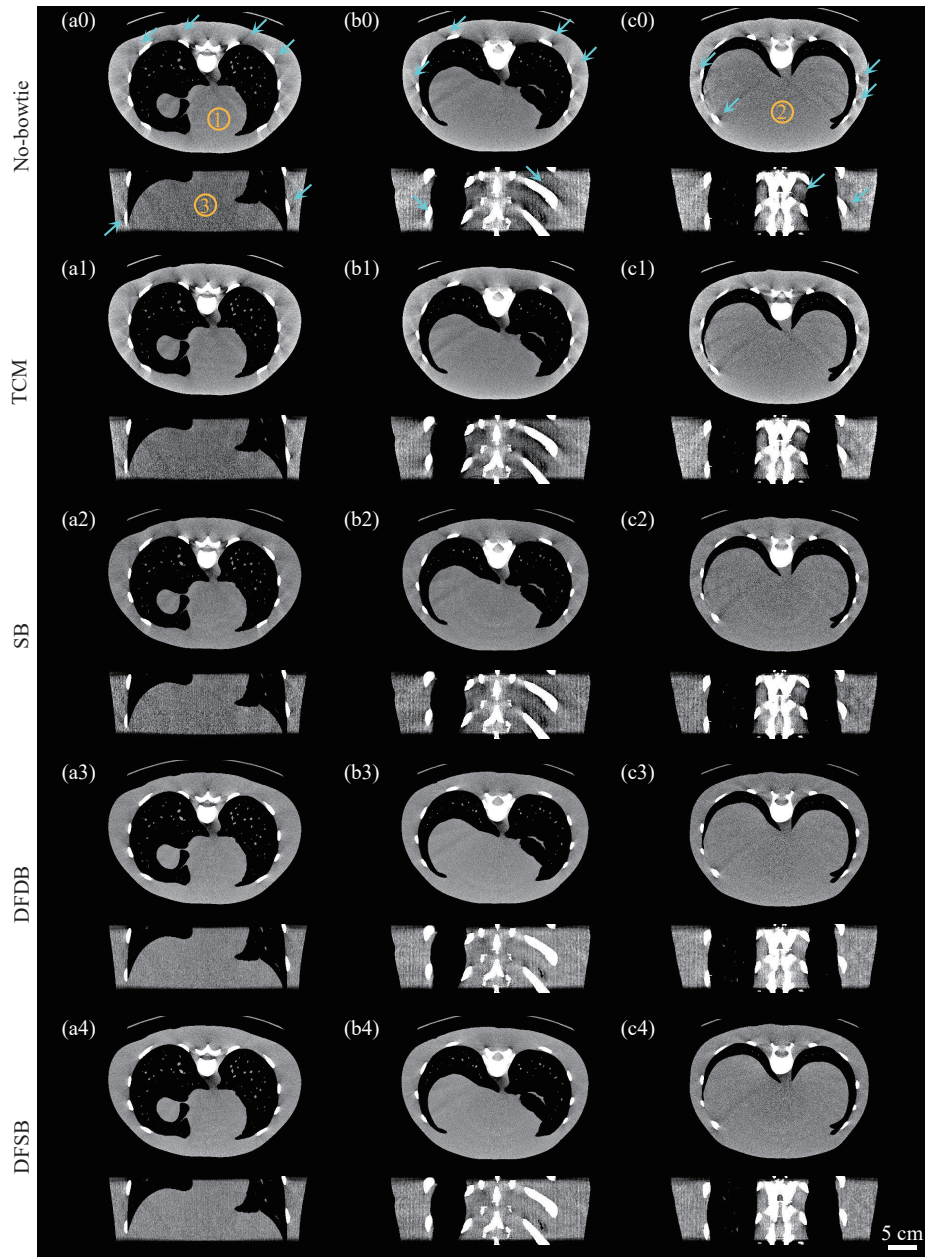 No-bowtie
(a0)
(b0)
(c0)
1
2
3
TCM
(a1)
(b1)
(c1)
SB
(a2)
(b2)
(c2)
DFDB
(a3)
(b3)
(c3)
DFSB
(a4)
(b4)
(c4)
5 cm